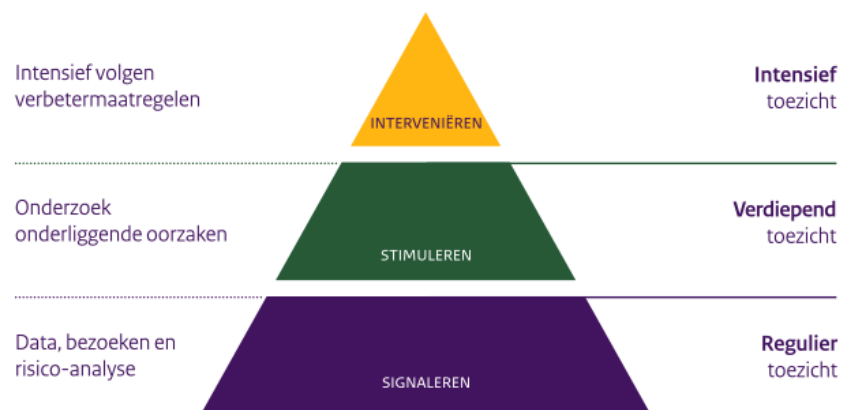 Intensief volgen
verbetermaatregelen
INTERVENIËREN
Intensief
toezicht
Onderzoek
onderliggende oorzaken
STIMULEREN
Verdiepend
toezicht
Data, bezoeken en
risico-analyse
SIGNALEREN
Regulier
toezicht